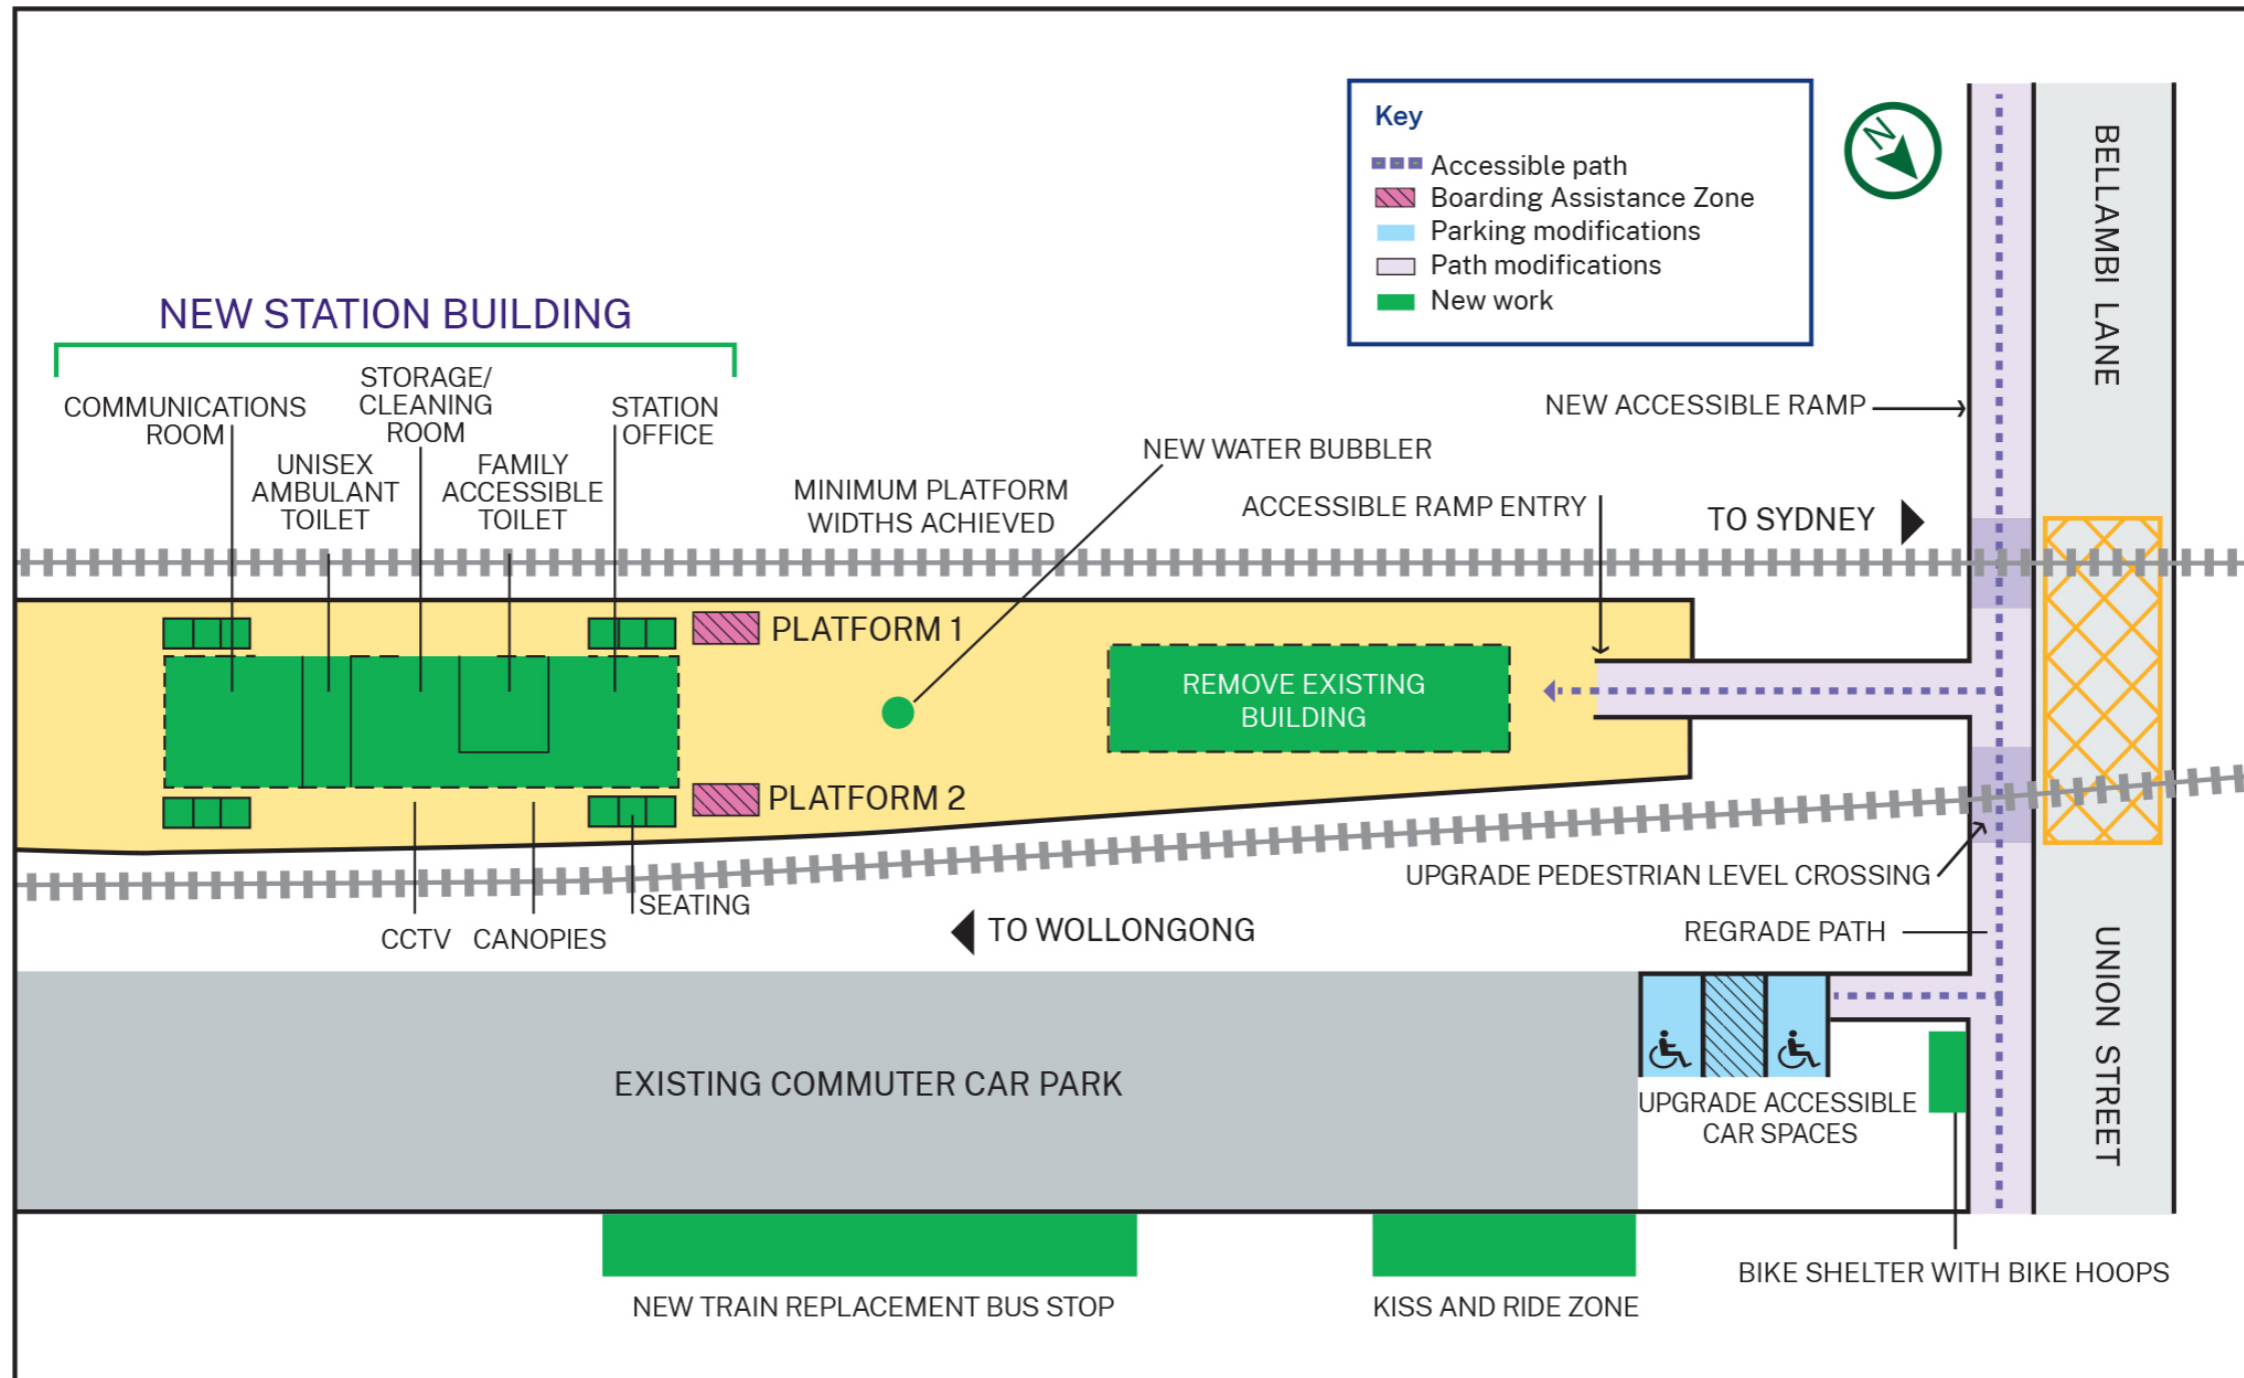 Key
Accessible path
Boarding Assistance Zone
Parking modifications
Path modifications
New work
N
BELLAMBI LANE
NEW STATION BUILDING
COMMUNICATIONS
ROOM
UNISEX
AMBULANT
TOILET
STORAGE/
CLEANING
ROOM
FAMILY
ACCESSIBLE
TOILET
STATION
OFFICE
MINIMUM PLATFORM
WIDTHS ACHIEVED
NEW WATER BUBBLER
ACCESSIBLE RAMP ENTRY
NEW ACCESSIBLE RAMP
TO SYDNEY
PLATFORM 1
REMOVE EXISTING
BUILDING
PLATFORM 2
CCTV
CANOPIES
SEATING
TO WOLLONGONG
UPGRADE PEDESTRIAN LEVEL CROSSING
REGRADE PATH
UNION STREET
EXISTING COMMUTER CAR PARK
UPGRADE ACCESSIBLE
CAR SPACES
BIKE SHELTER WITH BIKE HOOPS
NEW TRAIN REPLACEMENT BUS STOP
KISS AND RIDE ZONE